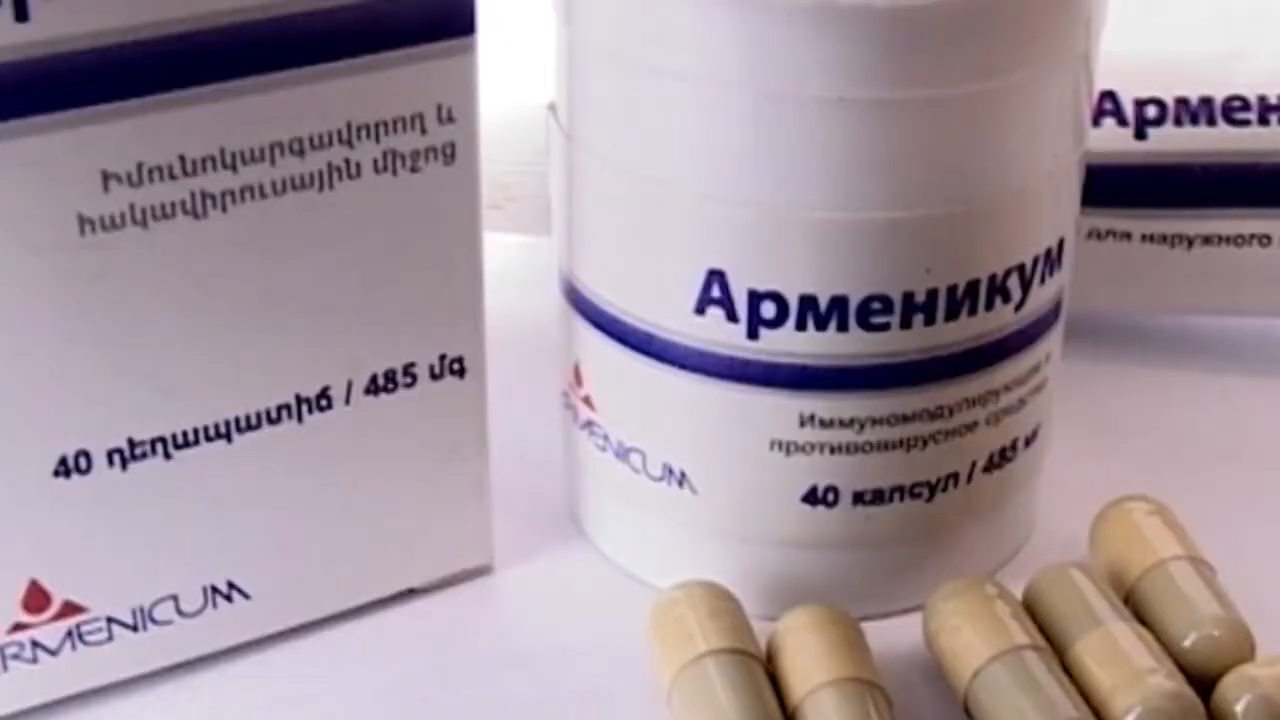 Իմունոկարգավորող և
հակավիրուսային միջոց
40 դեղապատիճ / 485 մգ
ARMENICUM
Арменикум
ARMENICUM
Иммуномодулирующее и
противовирусное средство
40 капсул / 485 мг
Армен
для наружного